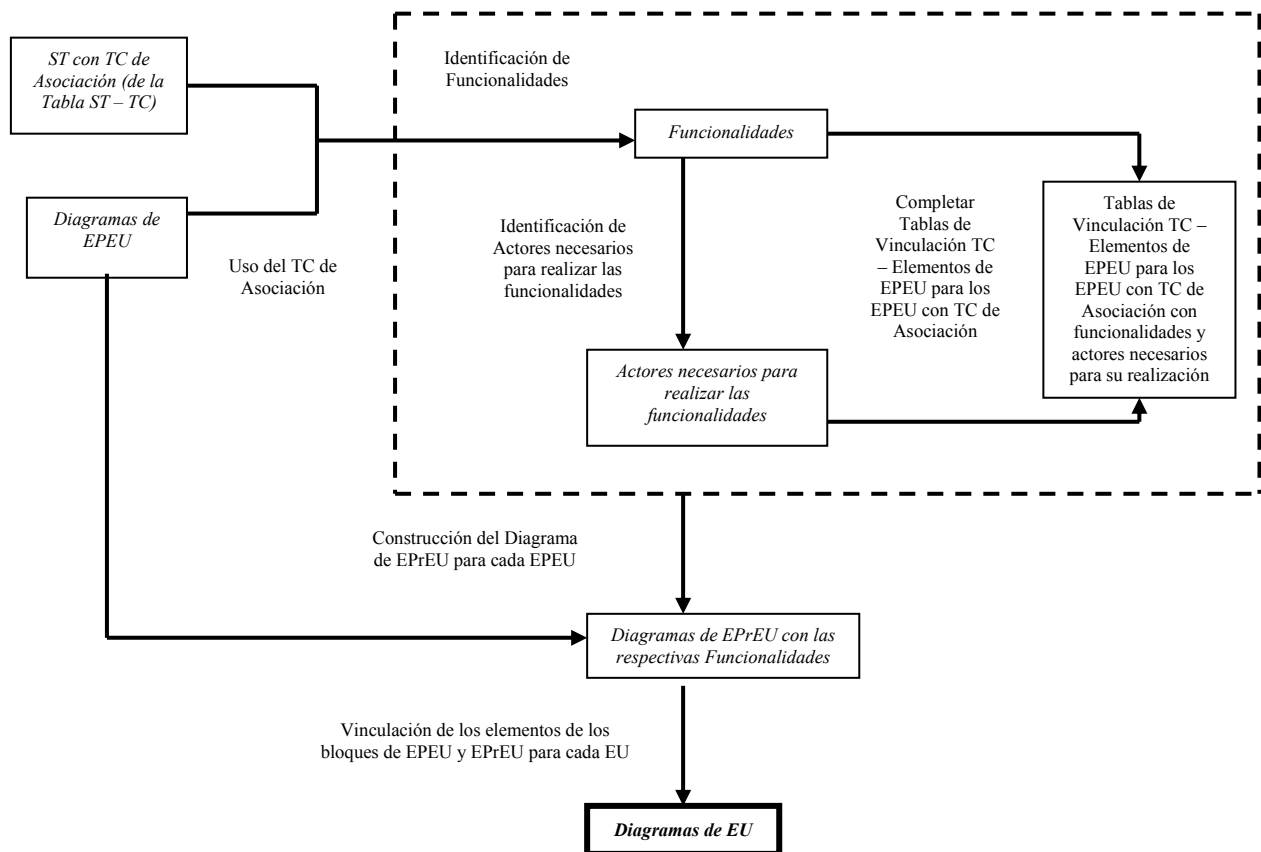 ST con TC de
Asociación (de la
Tabla ST – TC)
Identificación de
Funcionalidades
Funcionalidades
Diagramas de
EPEU
Uso del TC de
Asociación
Identificación de
Actores necesarios
para realizar las
funcionalidades
Completar
Tablas de
Vinculación TC
– Elementos de
EPEU para los
EPEU con TC de
Asociación
Tablas de
Vinculación TC –
Elementos de
EPEU para los
EPEU con TC de
Asociación con
funcionalidades y
actores necesarios
para su realización
Actores necesarios para
realizar las
funcionalidades
Construcción del Diagrama
de EPrEU para cada EPEU
Diagramas de EPrEU con las
respectivas Funcionalidades
Vinculación de los elementos de los
bloques de EPEU y EPrEU para cada EU
Diagramas de EU